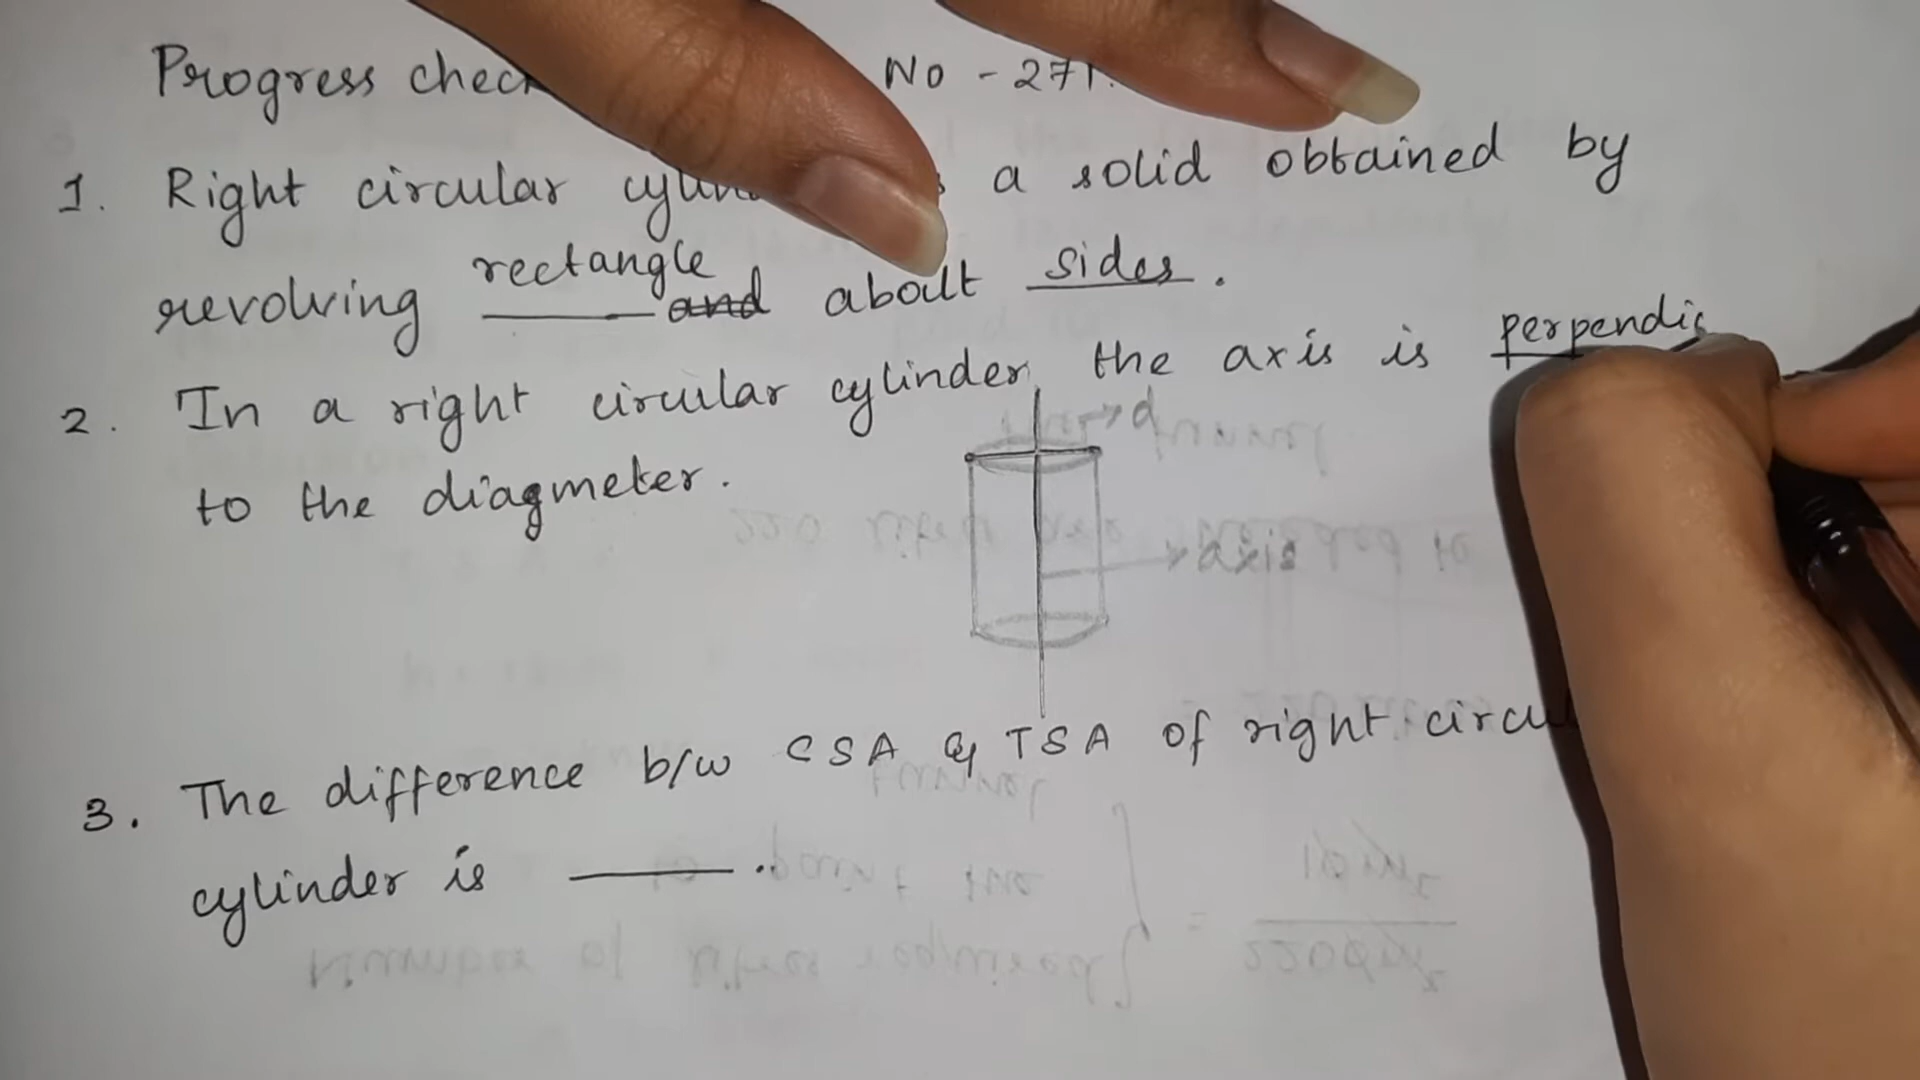 Progress chec No - 271.
1. Right circular cylin a solid obtained by
revolving rectangle and about sides.
2. In a right circular cylinder, the axis is perpendic
to the diagmeter.
d
axis
3. The difference b/w CSA & TSA of right circu
cylinder is ______.